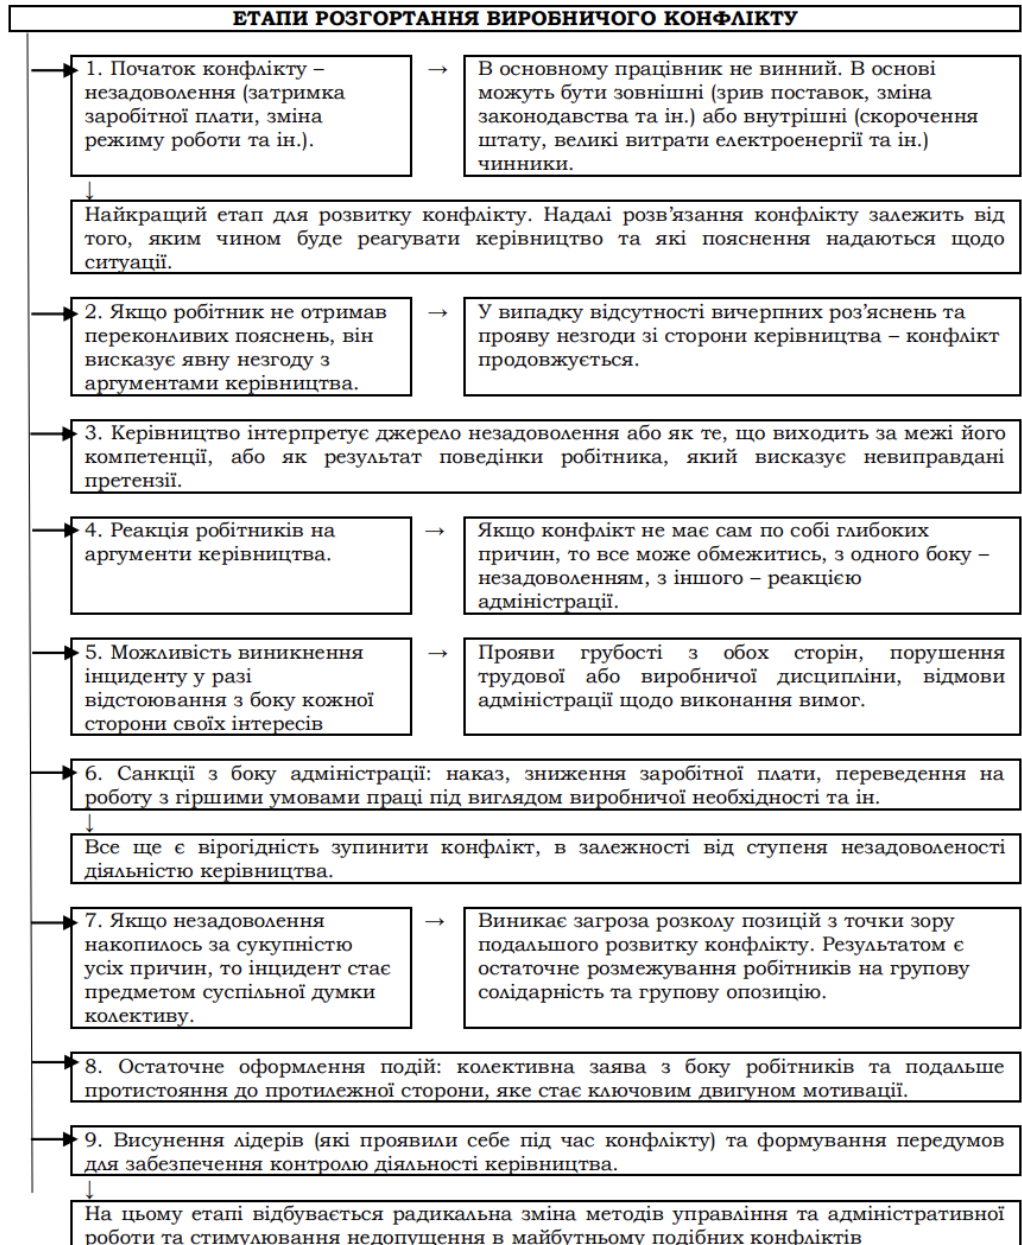 ЕТАПИ РОЗГОРТАННЯ ВИРОБНИЧОГО КОНФЛІКТУ
1. Початок конфлікту –
незадоволення (затримка
заробітної плати, зміна
режиму роботи та ін.).
→
В основному працівник не винний. В основі
можуть бути зовнішні (зрив поставок, зміна
законодавства та ін.) або внутрішні (скорочення
штату, великі витрати електроенергії та ін.)
чинники.
↓
Найкращий етап для розвитку конфлікту. Надалі розв’язання конфлікту залежить від
того, яким чином буде реагувати керівництво та які пояснення надаються щодо
ситуації.
2. Якщо робітник не отримав
переконливих пояснень, він
висказує явну незгоду з
аргументами керівництва.
→
У випадку відсутності вичерпних роз’яснень та
прояву незгоди зі сторони керівництва – конфлікт
продовжується.
3. Керівництво інтерпретує джерело незадоволення або як те, що виходить за межі його
компетенції, або як результат поведінки робітника, який висказує невиправдані
претензії.
4. Реакція робітників на
аргументи керівництва.
→
Якщо конфлікт не має сам по собі глибоких
причин, то все може обмежитись, з одного боку –
незадоволенням, з іншого – реакцією
адміністрації.
5. Можливість виникнення
інциденту у разі
відстоювання з боку кожної
сторони своїх інтересів
→
Прояви грубості з обох сторін, порушення
трудової або виробничої дисципліни, відмови
адміністрації щодо виконання вимог.
6. Санкції з боку адміністрації: наказ, зниження заробітної плати, переведення на
роботу з гіршими умовами праці під виглядом виробничої необхідності та ін.
↓
Все ще є вірогідність зупинити конфлікт, в залежності від ступеня незадоволеності
діяльністю керівництва.
7. Якщо незадоволення
накопилось за сукупністю
усіх причин, то інцидент стає
предметом суспільної думки
колективу.
→
Виникає загроза розколу позицій з точки зору
подальшого розвитку конфлікту. Результатом є
остаточне розмежування робітників на групову
солідарність та групову опозицію.
8. Остаточне оформлення подій: колективна заява з боку робітників та подальше
протистояння до протилежної сторони, яке стає ключовим двигуном мотивації.
9. Висунення лідерів (які проявили себе під час конфлікту) та формування передумов
для забезпечення контролю діяльності керівництва.
↓
На цьому етапі відбувається радикальна зміна методів управління та адміністративної
роботи та стимулювання недопущення в майбутньому подібних конфліктів